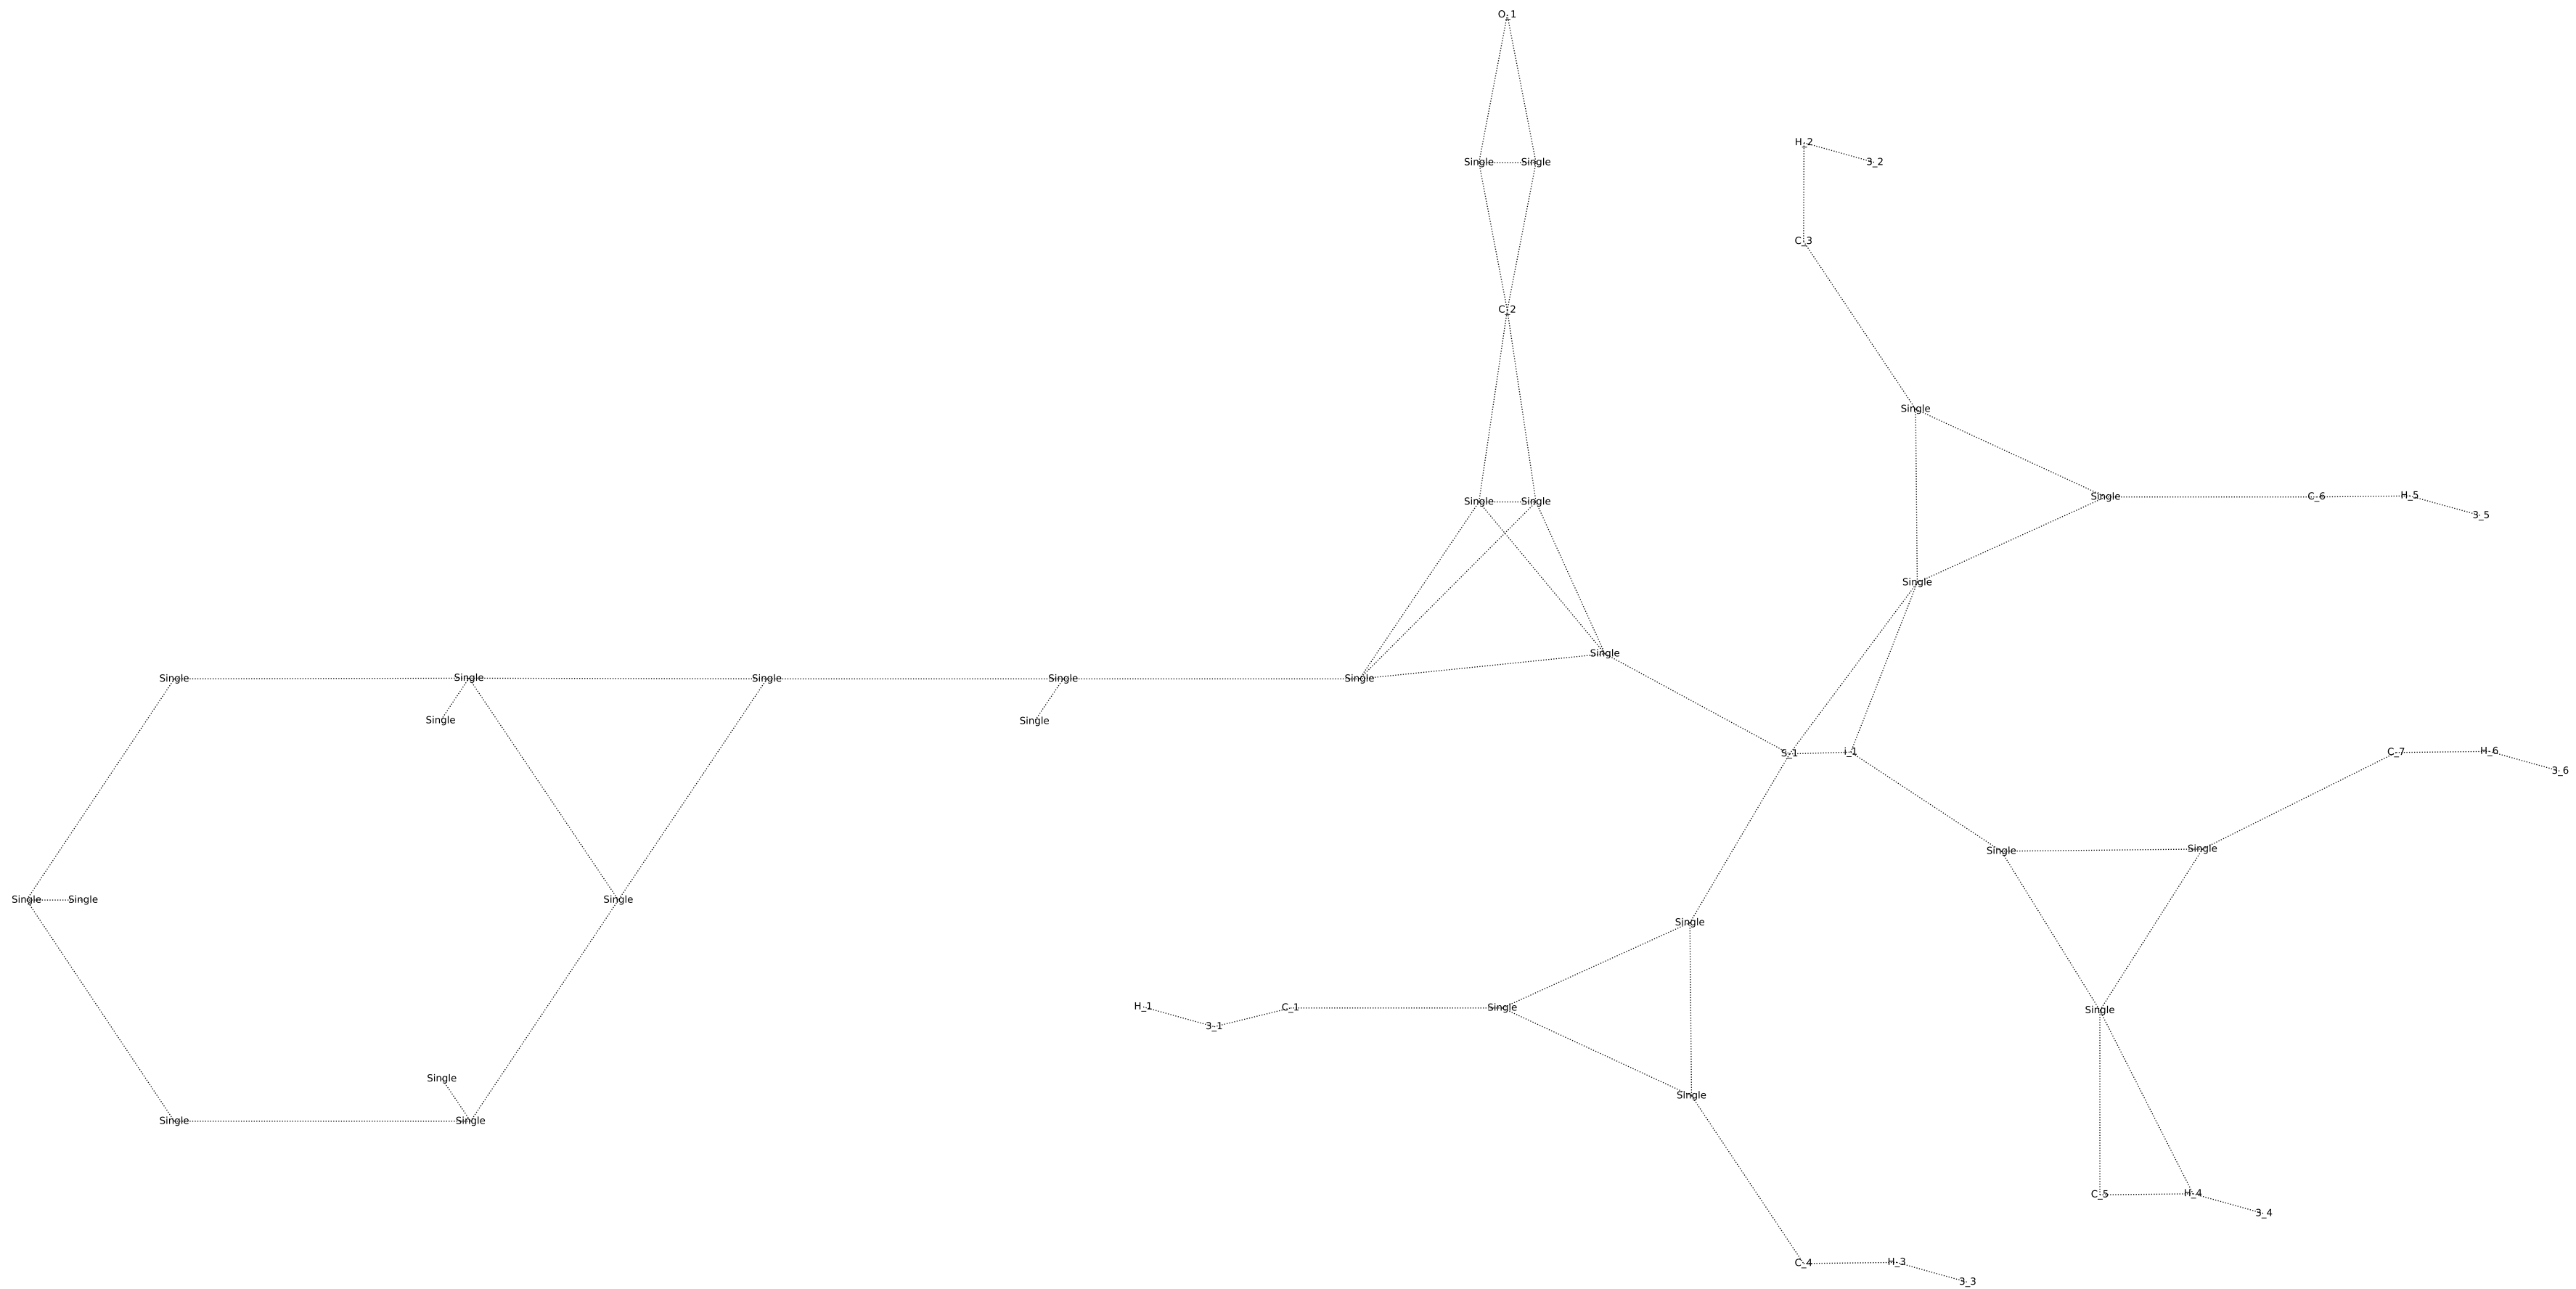 O_1
H_2
3_2
Single Single
C_3
C_2
Single
Single C_6 H_5
3_5
Single Single
Single
Single
Single Single Single Single Single
Single Single
S_1 i_1 C_7 H_6
3_6
Single Single
Single Single Single
Single
H_1 C_1 Single Single
3_1
Single
Single
Single Single
C_5 H_4
3_4
C_4 H_3
3_3